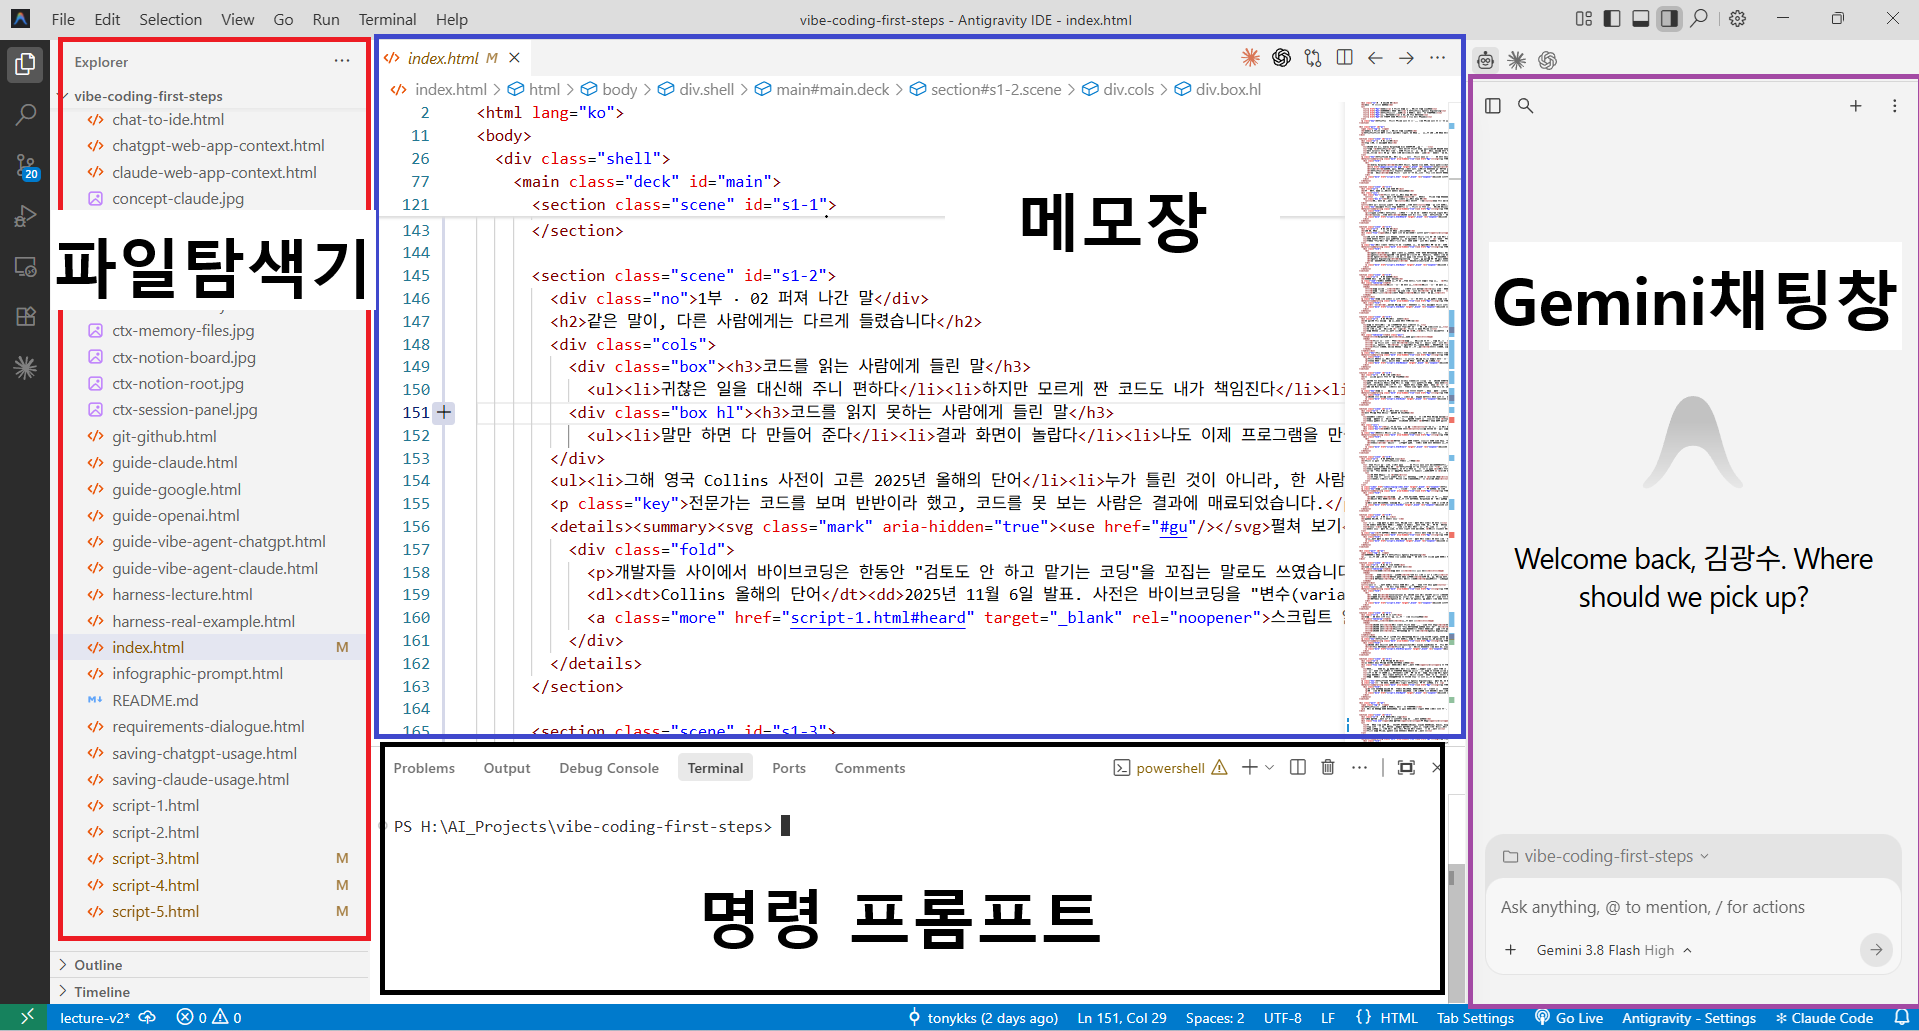 File Edit Selection View Go Run Terminal Help
vibe-coding-first-steps - Antigravity IDE - index.html
Explorer
vibe-coding-first-steps
chat-to-ide.html
chatgpt-web-app-context.html
claude-web-app-context.html
concept-claude.jpg
파일탐색기
ctx-memory-files.jpg
ctx-notion-board.jpg
ctx-notion-root.jpg
ctx-session-panel.jpg
git-github.html
guide-claude.html
guide-google.html
guide-openai.html
guide-vibe-agent-chatgpt.html
guide-vibe-agent-claude.html
harness-lecture.html
harness-real-example.html
index.html M
infographic-prompt.html
README.md
requirements-dialogue.html
saving-chatgpt-usage.html
saving-claude-usage.html
script-1.html
script-2.html
script-3.html M
script-4.html M
script-5.html M
Outline
Timeline
20
index.html M
index.html > html > body > div.shell > main#main.deck > section#s1-2.scene > div.cols > div.box.hl
메모장
2 <html lang="ko">
11 <body>
26 <div class="shell">
77 <main class="deck" id="main">
121 <section class="scene" id="s1-1">
143 </section>
144
145 <section class="scene" id="s1-2">
146 <div class="no">1부 · 02 퍼져 나간 말</div>
147 <h2>같은 말이, 다른 사람에게는 다르게 들렸습니다</h2>
148 <div class="cols">
149 <div class="box"><h3>코드를 읽는 사람에게 들린 말</h3>
150 <ul><li>귀찮은 일을 대신해 주니 편하다</li><li>하지만 모르게 짠 코드도 내가 책임진다</li><li
151 <div class="box hl"><h3>코드를 읽지 못하는 사람에게 들린 말</h3>
152 <ul><li>말만 하면 다 만들어 준다</li><li>결과 화면이 놀랍다</li><li>나도 이제 프로그램을 만
153 </div>
154 <ul><li>그해 영국 Collins 사전이 고른 2025년 올해의 단어</li><li>누가 틀린 것이 아니라, 한 사람
155 <p class="key">전문가는 코드를 보며 반반이라 했고, 코드를 못 보는 사람은 결과에 매료되었습니다.</p
156 <details><summary><svg class="mark" aria-hidden="true"><use href="#gu"/></svg>펼쳐 보기<
157 <div class="fold">
158 <p>개발자들 사이에서 바이브코딩은 한동안 "검토도 안 하고 맡기는 코딩"을 꼬집는 말로도 쓰였습니다
159 <dl><dt>Collins 올해의 단어</dt><dd>2025년 11월 6일 발표. 사전은 바이브코딩을 "변수(varia
160 <a class="more" href="script-1.html#heard" target="_blank" rel="noopener">스크립트
161 </div>
162 </details>
163 </section>
164
165 <section class="scene" id="s1-3">
Problems Output Debug Console Terminal Ports Comments
powershell
PS H:\AI_Projects\vibe-coding-first-steps>
명령 프롬프트
Gemini채팅창
Welcome back, 김광수. Where
should we pick up?
vibe-coding-first-steps
Ask anything, @ to mention, / for actions
Gemini 3.8 Flash High
lecture-v2* 0 0 tonykks (2 days ago) Ln 151, Col 29 Spaces: 2 UTF-8 LF {} HTML Tab Settings Go Live Antigravity - Settings Claude Code